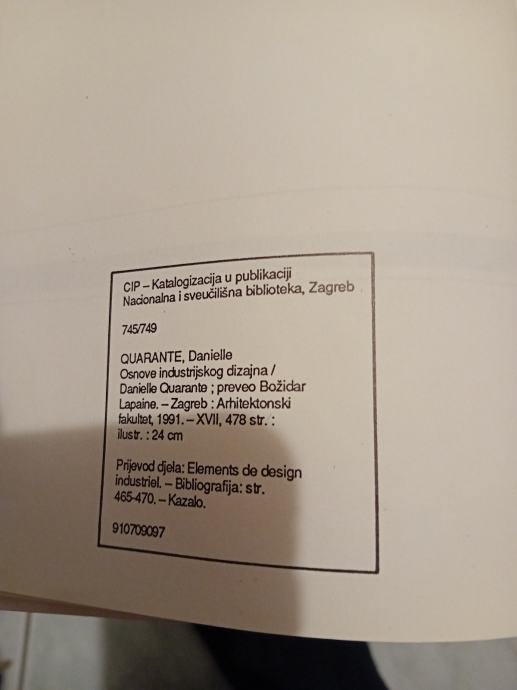 CIP – Katalogizacija u publikaciji
Nacionalna i sveučilišna biblioteka, Zagreb
745/749
QUARANTE, Danielle
Osnove industrijskog dizajna /
Danielle Quarante ; preveo Božidar
Lapaine. – Zagreb : Arhitektonski
fakultet, 1991. – XVII, 478 str. :
ilustr. : 24 cm
Prijevod djela: Elements de design
industriel. – Bibliografija: str.
465-470. – Kazalo.
910709097